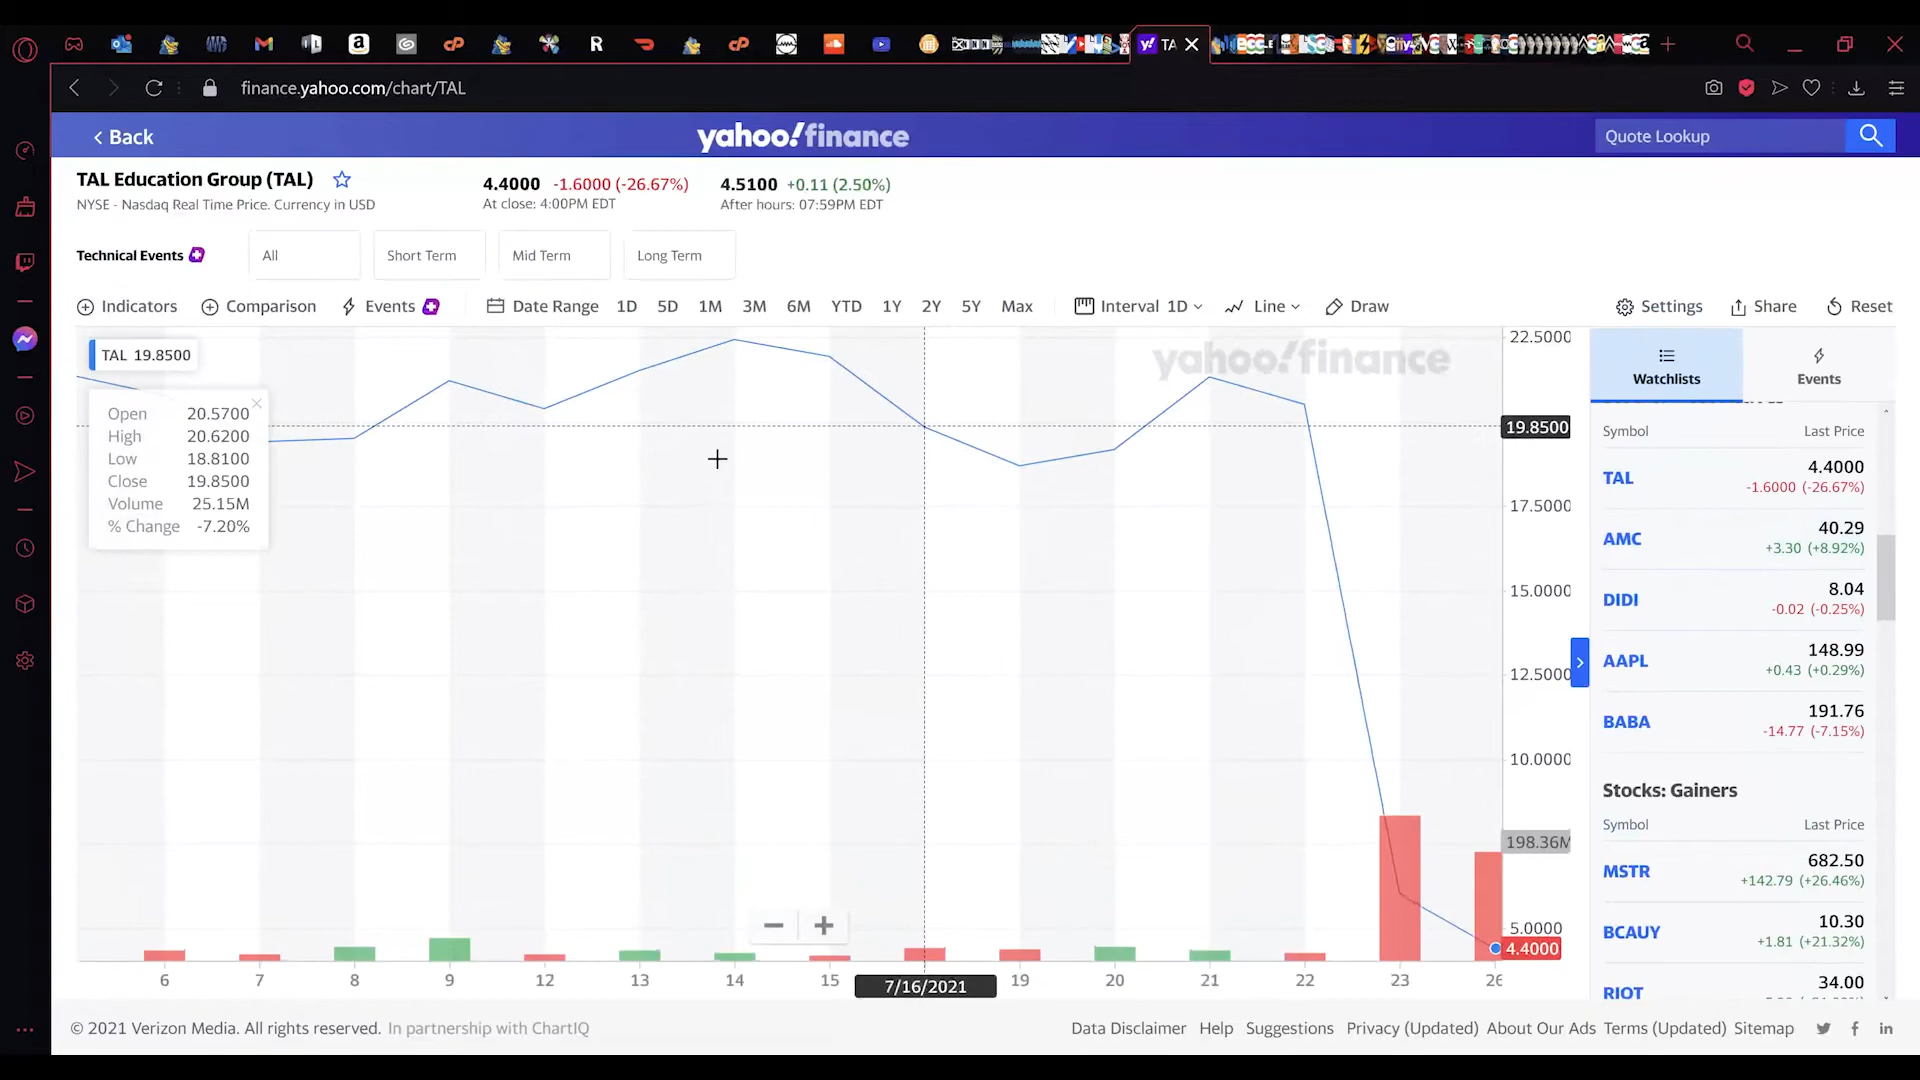 TA
finance.yahoo.com/chart/TAL
Back
yahoo!finance
Quote Lookup
TAL Education Group (TAL)
4.4000 -1.6000 (-26.67%)
4.5100 +0.11 (2.50%)
NYSE - Nasdaq Real Time Price. Currency in USD
At close: 4:00PM EDT
After hours: 07:59PM EDT
Technical Events
All
Short Term
Mid Term
Long Term
Indicators
Comparison
Events
Date Range 1D 5D 1M 3M 6M YTD 1Y 2Y 5Y Max
Interval 1D
Line
Draw
Settings
Share
Reset
TAL 19.8500
Open 20.5700
High 20.6200
Low 18.8100
Close 19.8500
Volume 25.15M
% Change -7.20%
yahoo!finance
22.5000
19.8500
17.5000
15.0000
12.5000
10.0000
198.36M
5.0000
4.4000
6 7 8 9 12 13 14 15 7/16/2021 19 20 21 22 23 26
Watchlists
Events
Symbol Last Price
TAL 4.4000
-1.6000 (-26.67%)
AMC 40.29
+3.30 (+8.92%)
DIDI 8.04
-0.02 (-0.25%)
AAPL 148.99
+0.43 (+0.29%)
BABA 191.76
-14.77 (-7.15%)
Stocks: Gainers
Symbol Last Price
MSTR 682.50
+142.79 (+26.46%)
BCAUY 10.30
+1.81 (+21.32%)
RIOT 34.00
© 2021 Verizon Media. All rights reserved. In partnership with ChartIQ
Data Disclaimer Help Suggestions Privacy (Updated) About Our Ads Terms (Updated) Sitemap